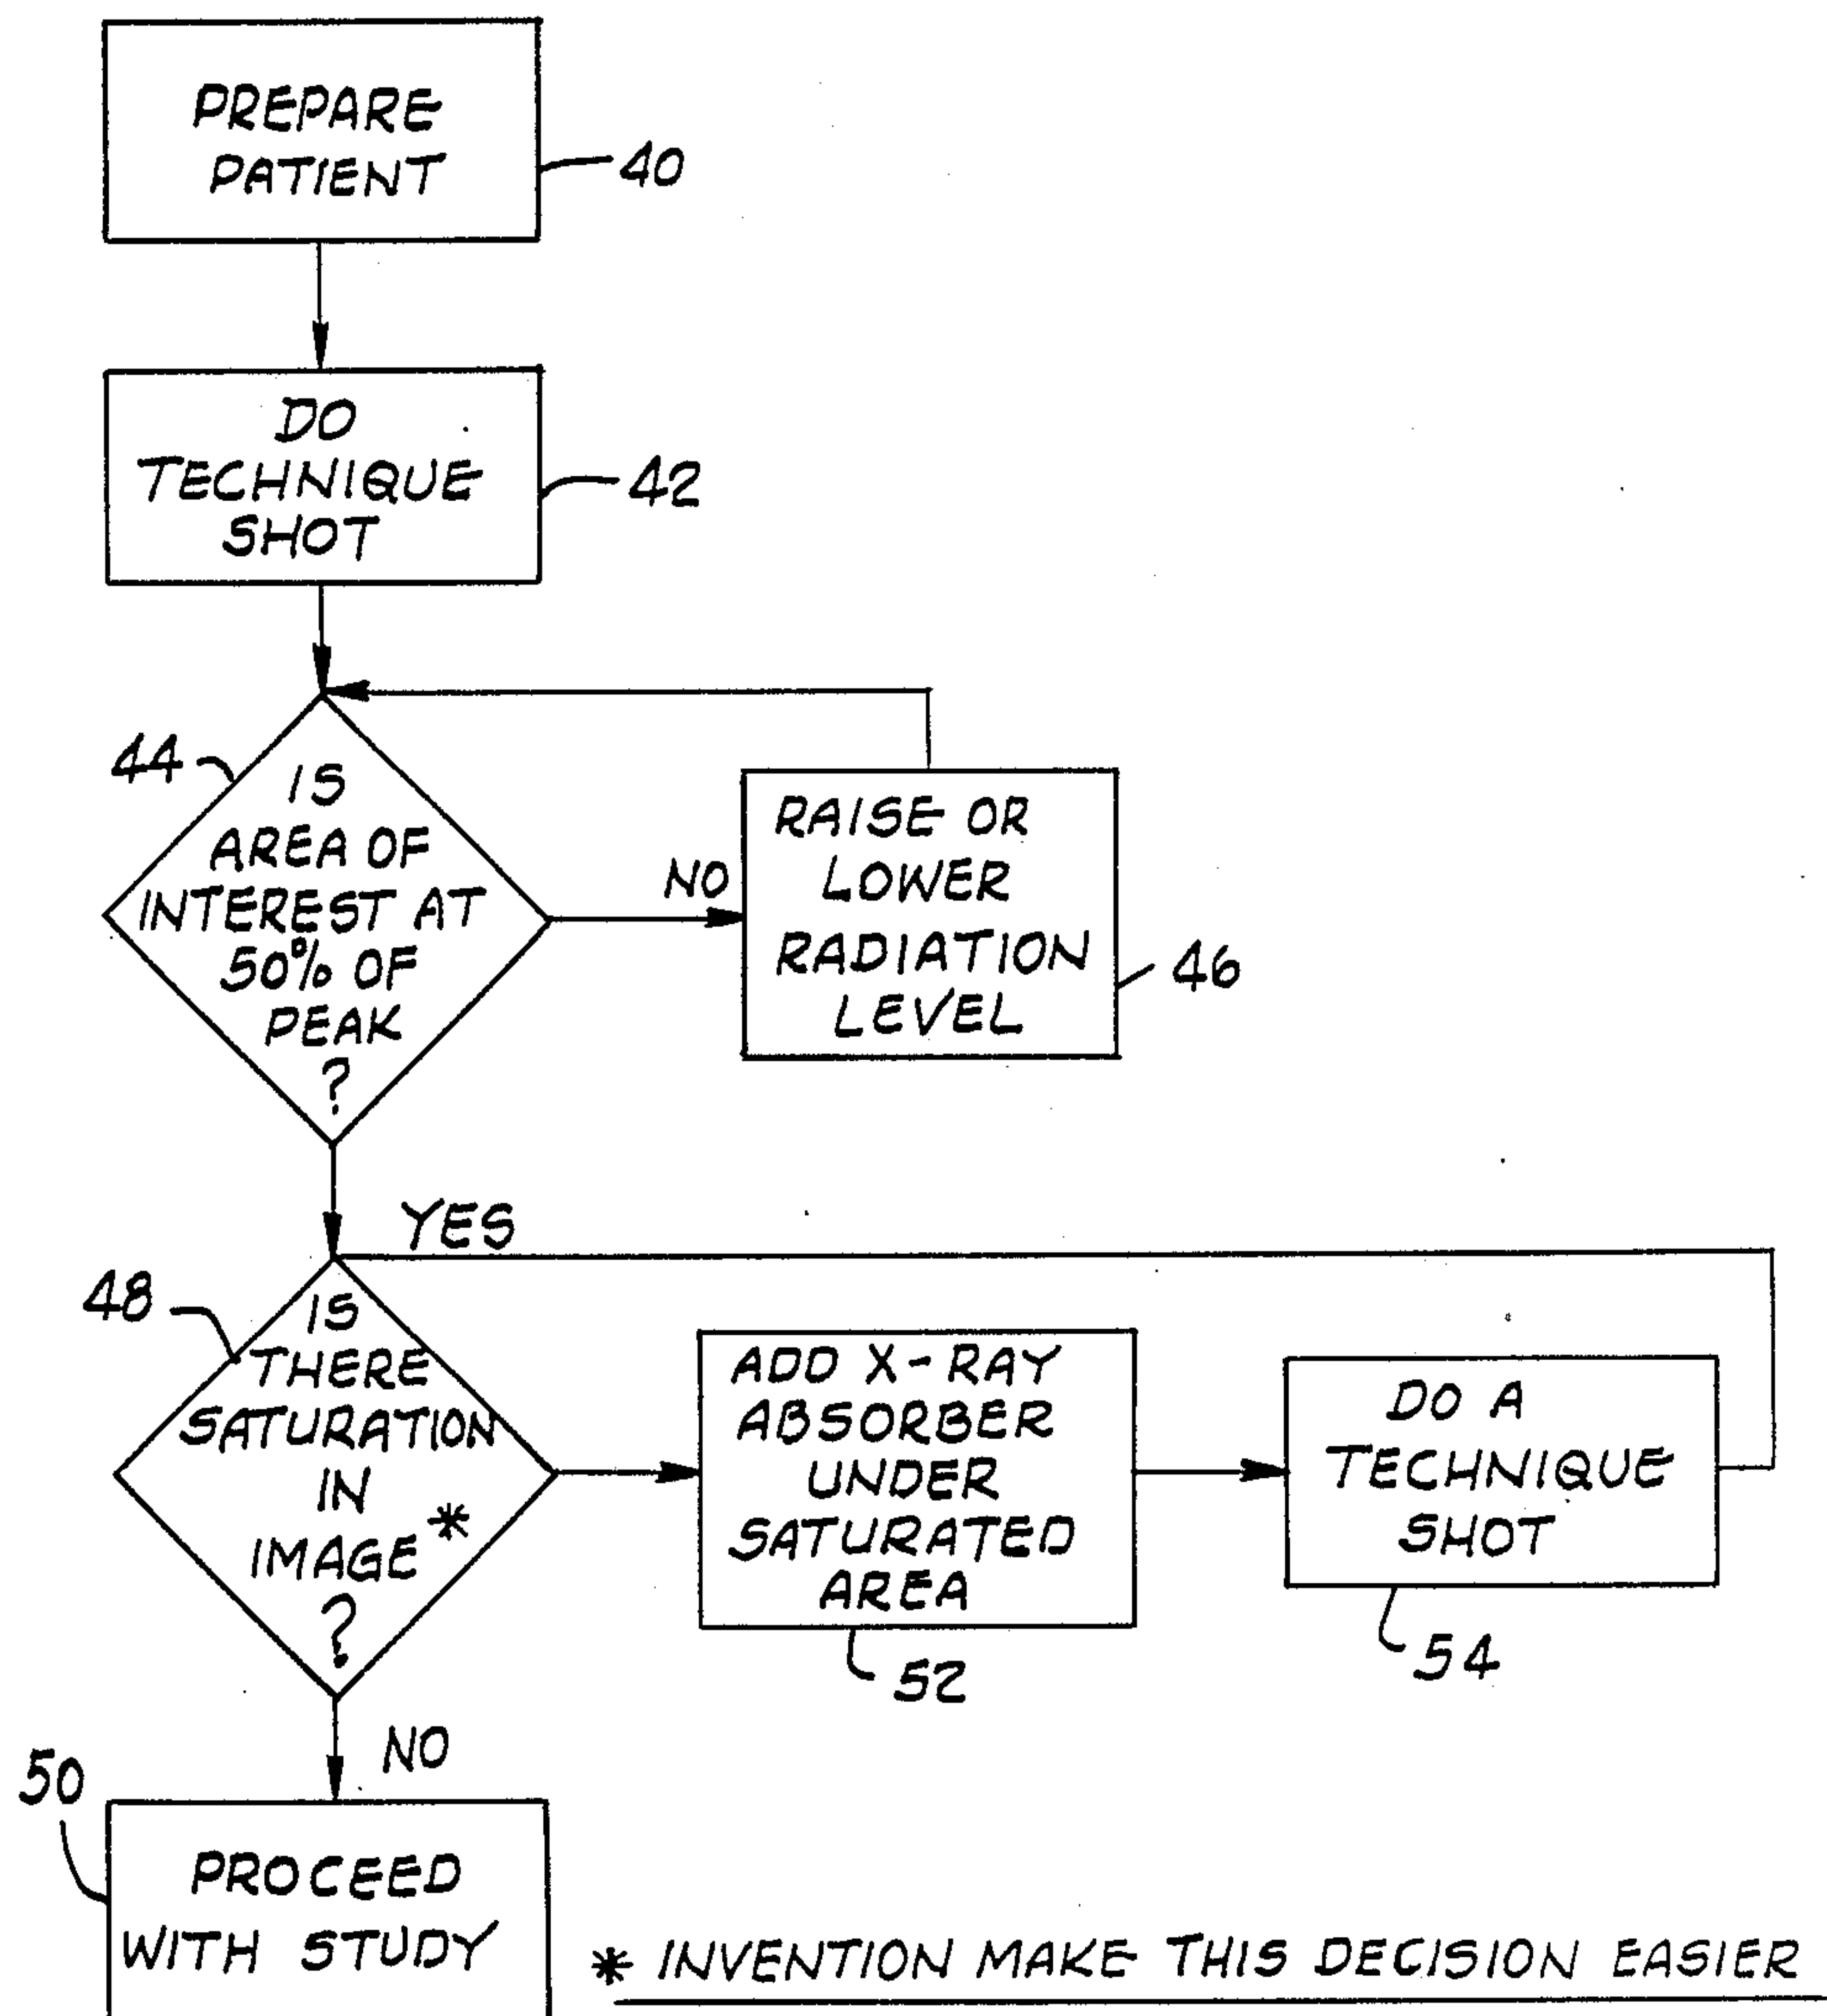 PREPARE
PATIENT
40
DO
TECHNIQUE
SHOT
42
44
IS
AREA OF
INTEREST AT
50% OF
PEAK
?
NO
RAISE OR
LOWER
RADIATION
LEVEL
46
YES
48
IS
THERE
SATURATION
IN
IMAGE*
?
ADD X-RAY
ABSORBER
UNDER
SATURATED
AREA
52
DO A
TECHNIQUE
SHOT
54
NO
50
PROCEED
WITH STUDY
* INVENTION MAKE THIS DECISION EASIER